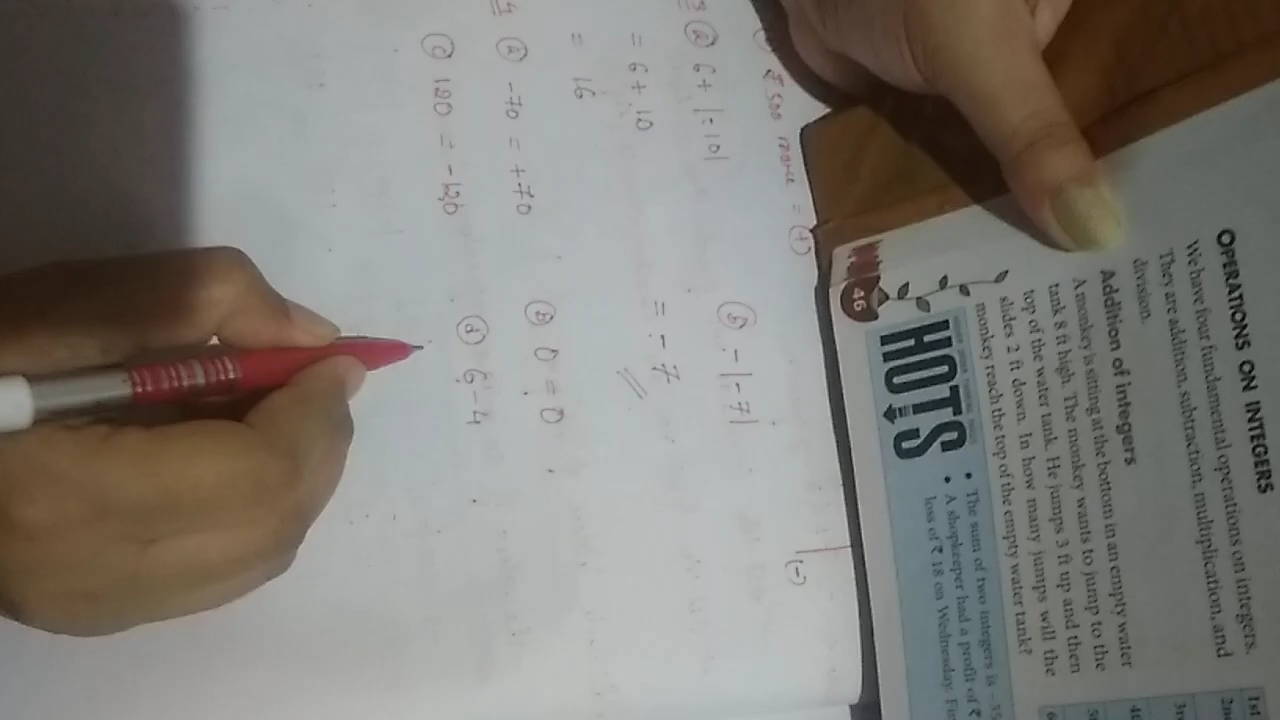 ₹ 500 more = (+)
(-)
3 (a) 6 + |-10|
= 6 + 10
= 16
(b) - |-7|
= - 7
4 (a) -70 = +70
(b) 0 = 0
(c) 120 = -120
(d) 6-4
OPERATIONS ON INTEGERS
We have four fundamental operations on integers.
They are addition, subtraction, multiplication, and
division.
Addition of integers
A monkey is sitting at the bottom in an empty water
tank 8 ft high. The monkey wants to jump to the
top of the water tank. He jumps 3 ft up and then
slides 2 ft down. In how many jumps will the
monkey reach the top of the empty water tank?
46
HOTS
• The sum of two integers is
• A shopkeeper had a profit of ₹
loss of ₹ 18 on Wednesday.
1st
2nd